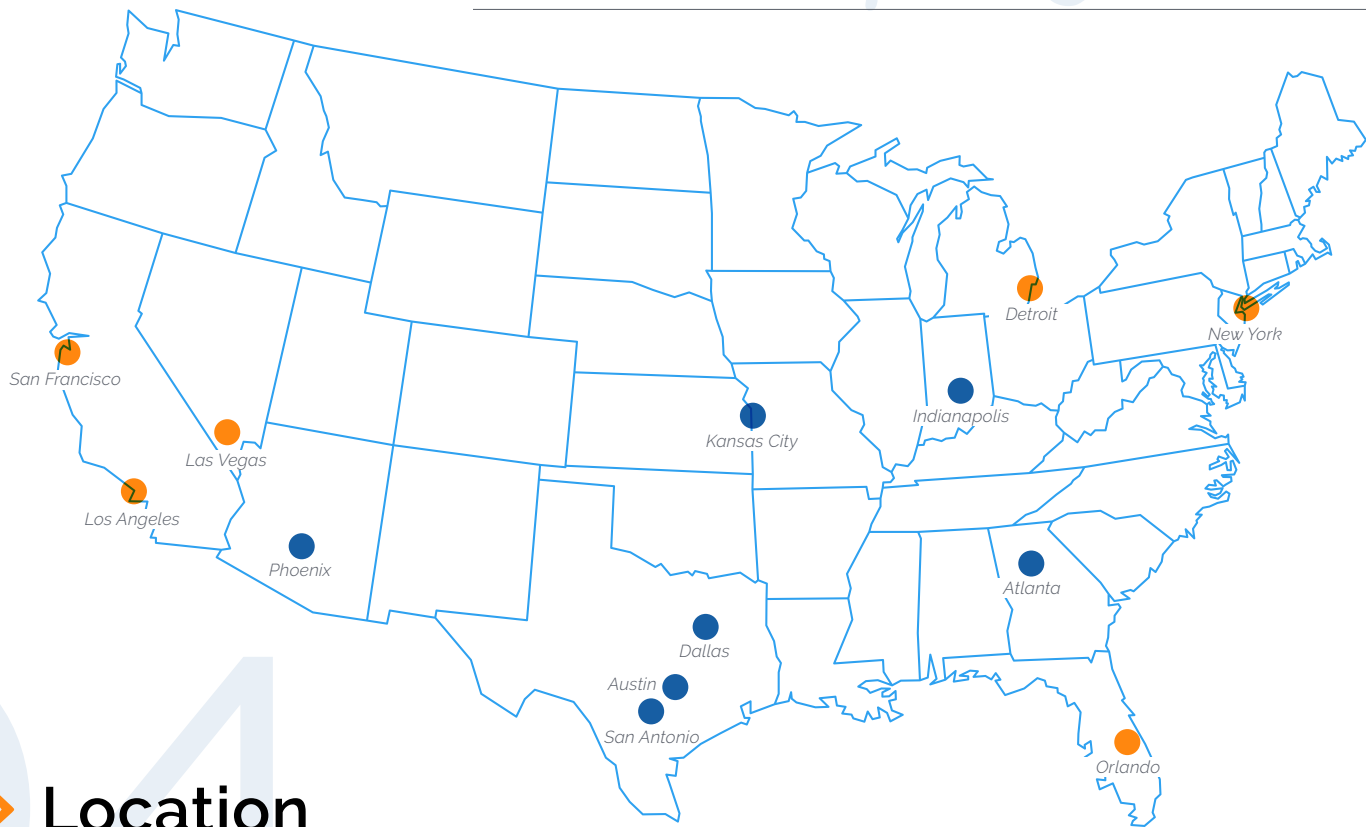 Detroit
New York
San Francisco
Indianapolis
Kansas City
Las Vegas
Los Angeles
Phoenix
Atlanta
Dallas
Austin
San Antonio
Orlando
04
Location